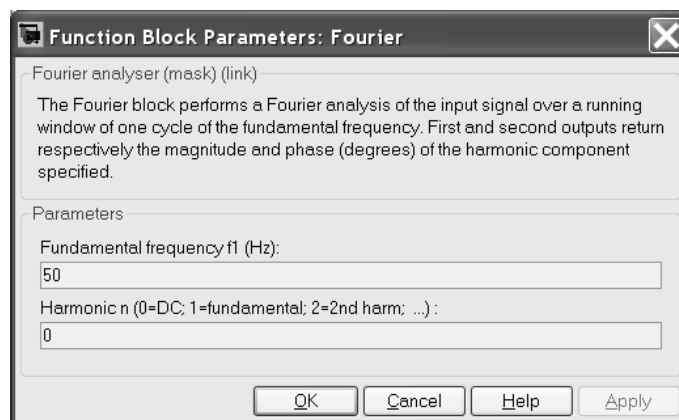 Function Block Parameters: Fourier
Fourier analyser (mask) (link)
The Fourier block performs a Fourier analysis of the input signal over a running
window of one cycle of the fundamental frequency. First and second outputs return
respectively the magnitude and phase (degrees) of the harmonic component
specified.
Parameters
Fundamental frequency f1 (Hz):
50
Harmonic n (0=DC; 1=fundamental; 2=2nd harm; ...) :
0
OK Cancel Help Apply